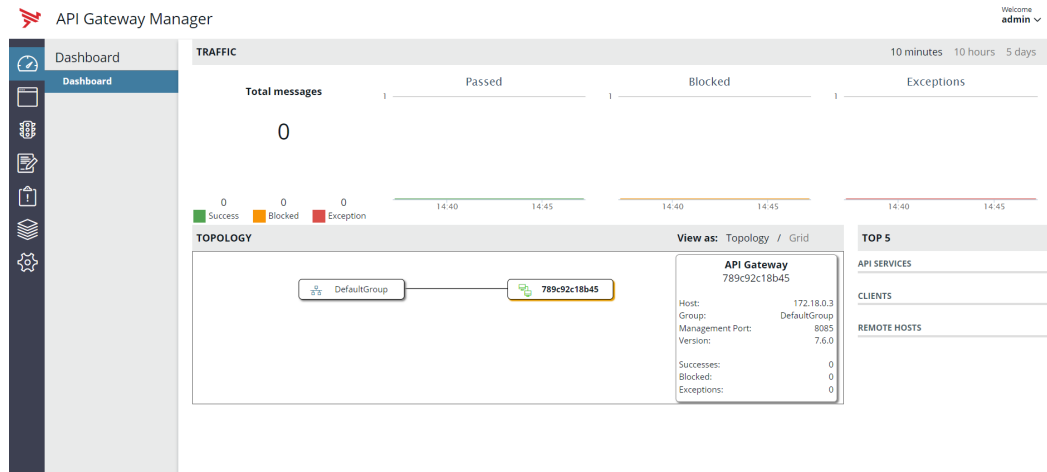 API Gateway Manager
Welcome
admin
Dashboard
Dashboard
TRAFFIC
10 minutes 10 hours 5 days
Total messages
0
0 0 0
Success Blocked Exception
Passed
1
14:40 14:45
Blocked
1
14:40 14:45
Exceptions
1
14:40 14:45
TOPOLOGY
View as: Topology / Grid
DefaultGroup
789c92c18b45
API Gateway
789c92c18b45
Host: 172.18.0.3
Group: DefaultGroup
Management Port: 8085
Version: 7.6.0
Successes: 0
Blocked: 0
Exceptions: 0
TOP 5
API SERVICES
CLIENTS
REMOTE HOSTS